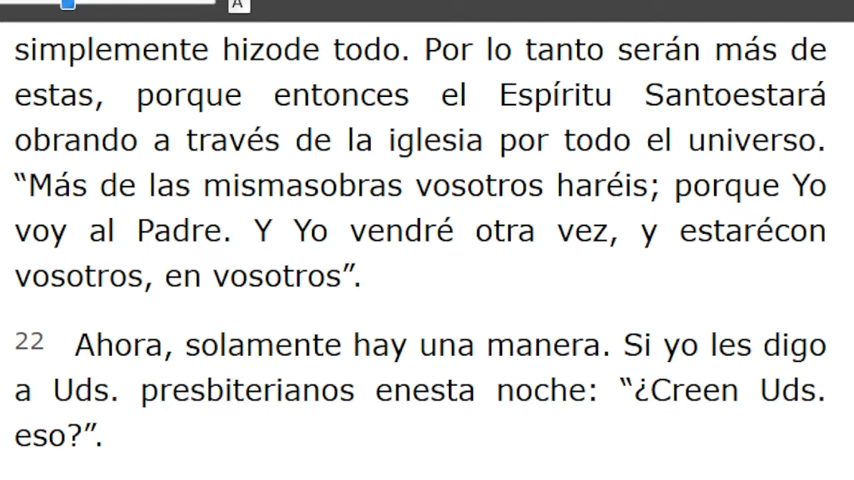 A
simplemente hizode todo. Por lo tanto serán más de
estas, porque entonces el Espíritu Santoestará
obrando a través de la iglesia por todo el universo.
“Más de las mismasobras vosotros haréis; porque Yo
voy al Padre. Y Yo vendré otra vez, y estarécon
vosotros, en vosotros”.
22 Ahora, solamente hay una manera. Si yo les digo
a Uds. presbiterianos enesta noche: “¿Creen Uds.
eso?”.